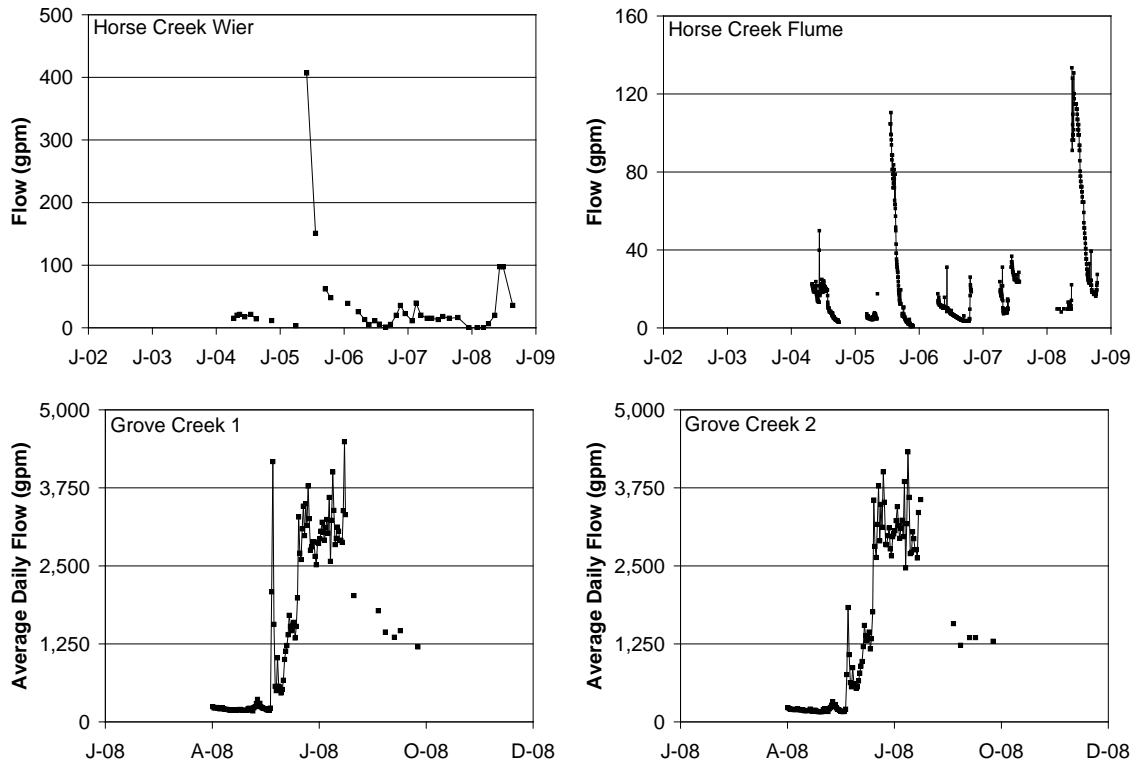 Horse Creek Wier
Flow (gpm)
500
400
300
200
100
0
J-02 J-03 J-04 J-05 J-06 J-07 J-08 J-09
Horse Creek Flume
Flow (gpm)
160
120
80
40
0
J-02 J-03 J-04 J-05 J-06 J-07 J-08 J-09
Grove Creek 1
Average Daily Flow (gpm)
5,000
3,750
2,500
1,250
0
J-08 A-08 J-08 O-08 D-08
Grove Creek 2
Average Daily Flow (gpm)
5,000
3,750
2,500
1,250
0
J-08 A-08 J-08 O-08 D-08